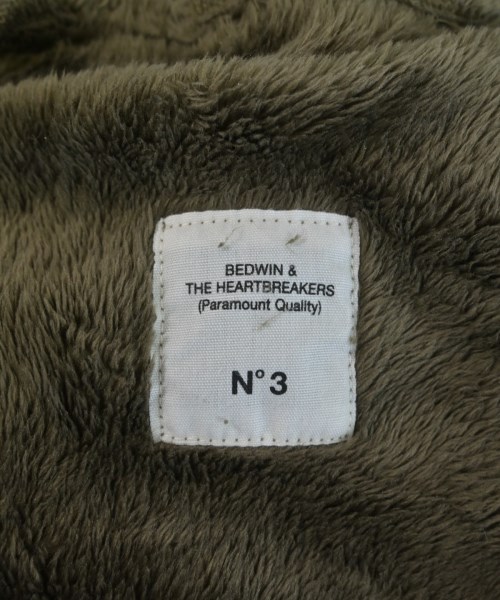 BEDWIN &
THE HEARTBREAKERS
(Paramount Quality)
N° 3